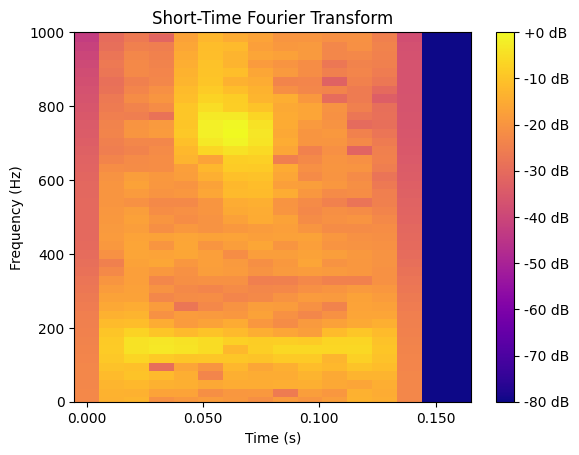 Short-Time Fourier Transform
1000
800
600
400
200
0
Frequency (Hz)
0.000
0.050
0.100
0.150
Time (s)
+0 dB
-10 dB
-20 dB
-30 dB
-40 dB
-50 dB
-60 dB
-70 dB
-80 dB